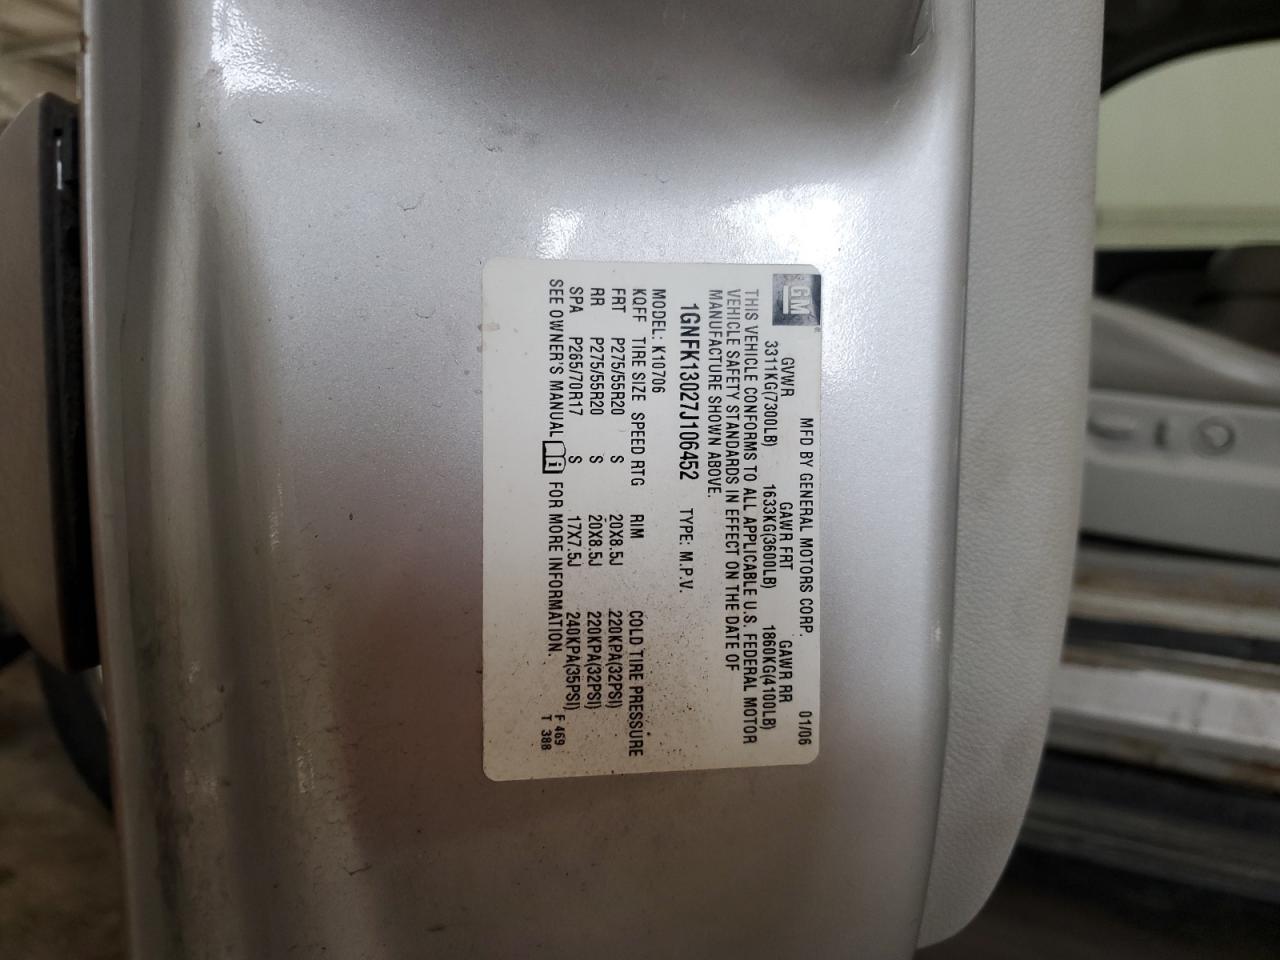 GM
MFD BY GENERAL MOTORS CORP. 01/06
GVWR GAWR FRT GAWR RR
3311KG(7300LB) 1633KG(3600LB) 1860KG(4100LB)
THIS VEHICLE CONFORMS TO ALL APPLICABLE U.S. FEDERAL MOTOR
VEHICLE SAFETY STANDARDS IN EFFECT ON THE DATE OF
MANUFACTURE SHOWN ABOVE.
1GNFK13027J106452 TYPE: M.P.V.
MODEL: K10706
KQFF TIRE SIZE SPEED RTG RIM COLD TIRE PRESSURE
FRT P275/55R20 S 20X8.5J 220KPA(32PSI)
RR P275/55R20 S 20X8.5J 220KPA(32PSI)
SPA P265/70R17 S 17X7.5J 240KPA(35PSI)
SEE OWNER'S MANUAL i FOR MORE INFORMATION.
F 469
T 388